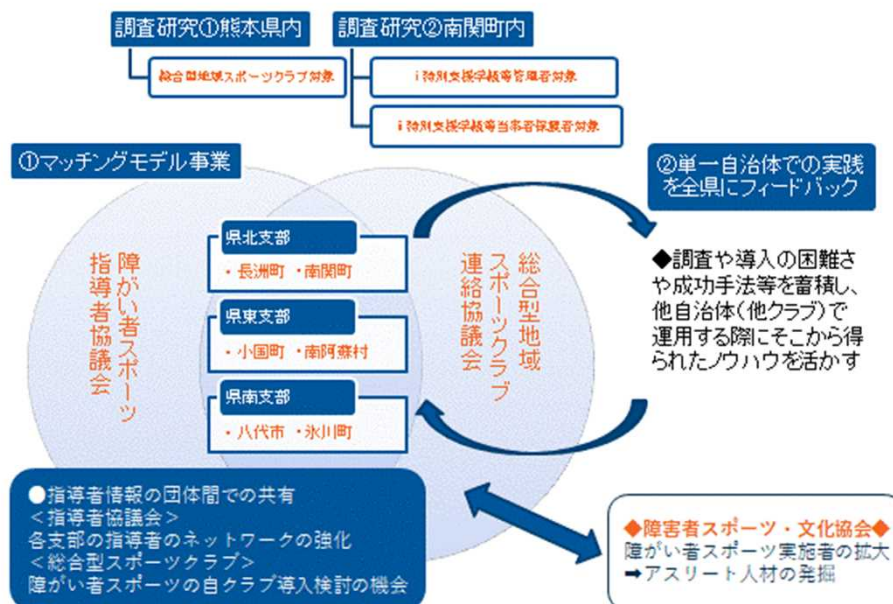 調査研究①熊本県内
調査研究②南関町内
総合型地域スポーツクラブ対象
ⅰ特別支援学級等管理者対象
ⅱ特別支援学級等当事者保護者対象
①マッチングモデル事業
②単一自治体での実践
を全県にフィードバック
障がい者スポーツ
指導者協議会
県北支部
・長洲町 ・南関町
県東支部
・小国町 ・南阿蘇村
県南支部
・八代市 ・氷川町
総合型地域
スポーツクラブ
連絡協議会
◆調査や導入の困難さ
や成功手法等を蓄積し、
他自治体(他クラブ)で
運用する際にそこから得
られたノウハウを活かす
●指導者情報の団体間での共有
<指導者協議会>
各支部の指導者のネットワークの強化
<総合型スポーツクラブ>
障がい者スポーツの自クラブ導入検討の機会
◆障害者スポーツ・文化協会◆
障がい者スポーツ実施者の拡大
➡アスリート人材の発掘